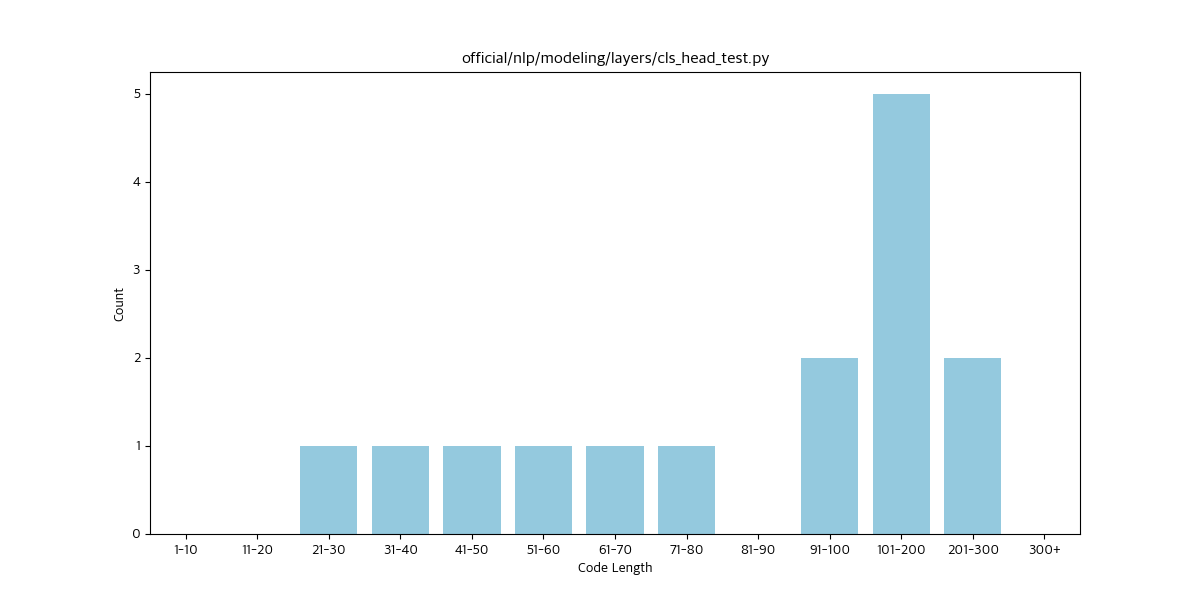 official/nlp/modeling/layers/cls_head_test.py
5
4
3
2
1
0
Count
1-10 11-20 21-30 31-40 41-50 51-60 61-70 71-80 81-90 91-100 101-200 201-300 300+
Code Length